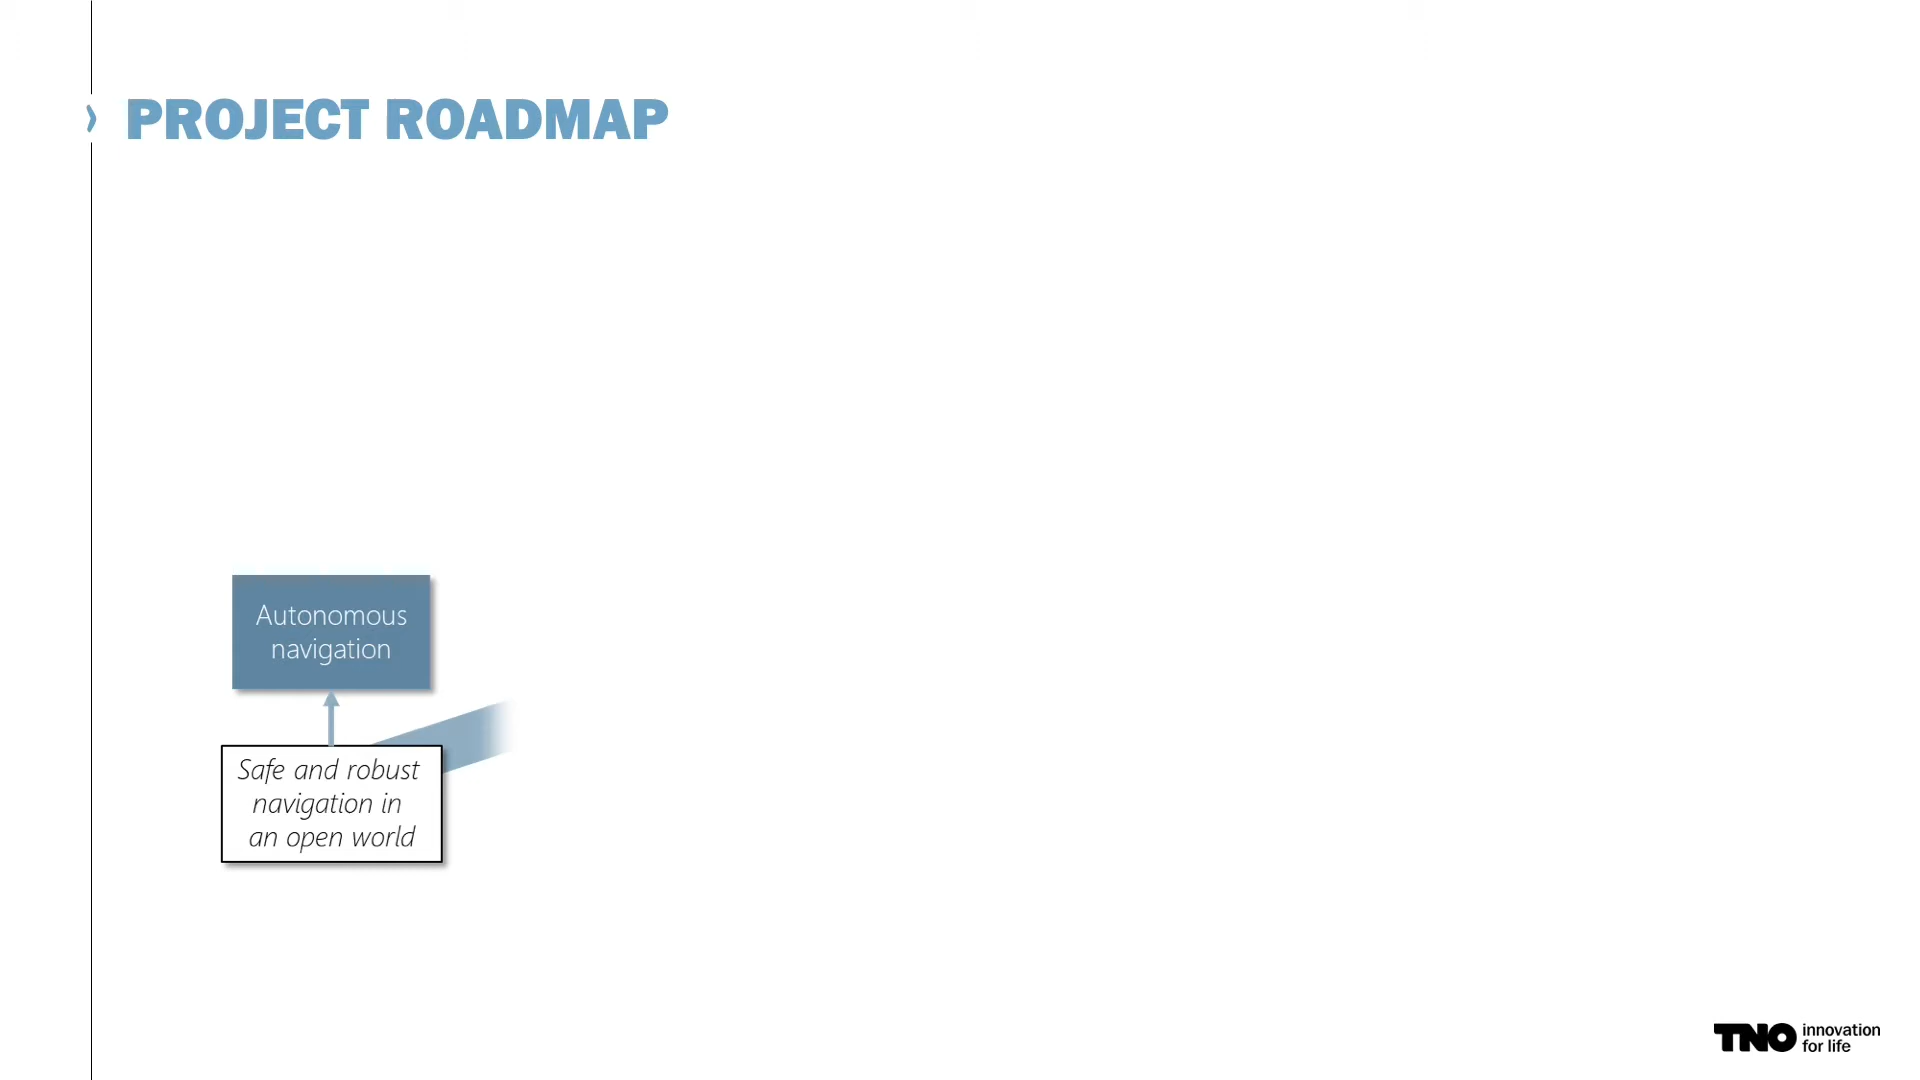 PROJECT ROADMAP
Autonomous
navigation
Safe and robust
navigation in
an open world
TNO innovation
for life